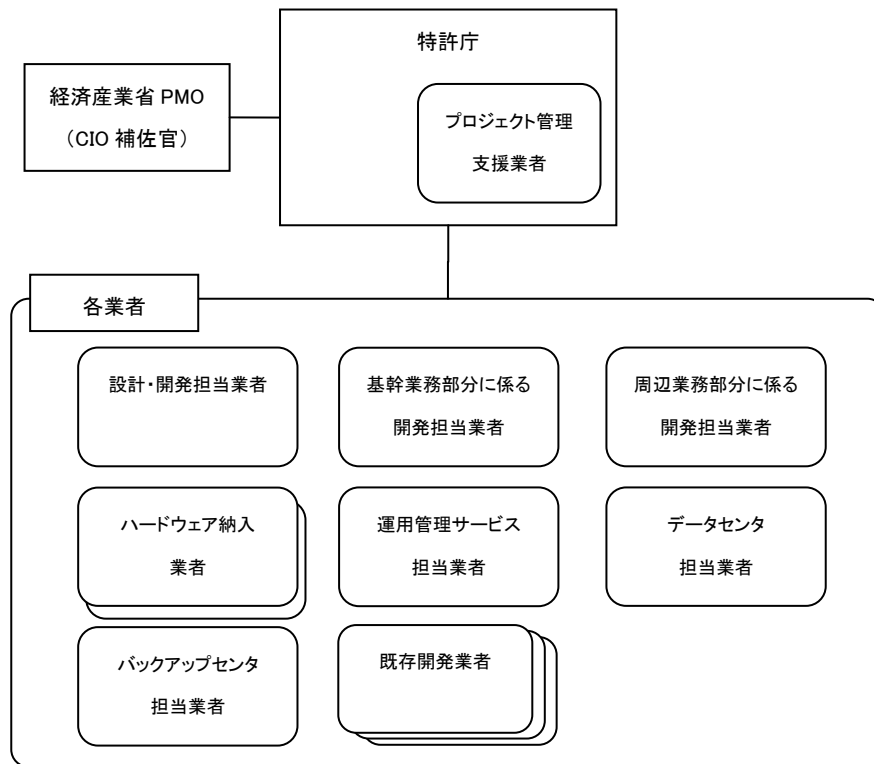 特許庁
経済産業省 PMO
（CIO 補佐官）
プロジェクト管理
支援業者
各業者
設計・開発担当業者
基幹業務部分に係る
開発担当業者
周辺業務部分に係る
開発担当業者
ハードウェア納入
業者
運用管理サービス
担当業者
データセンタ
担当業者
バックアップセンタ
担当業者
既存開発業者